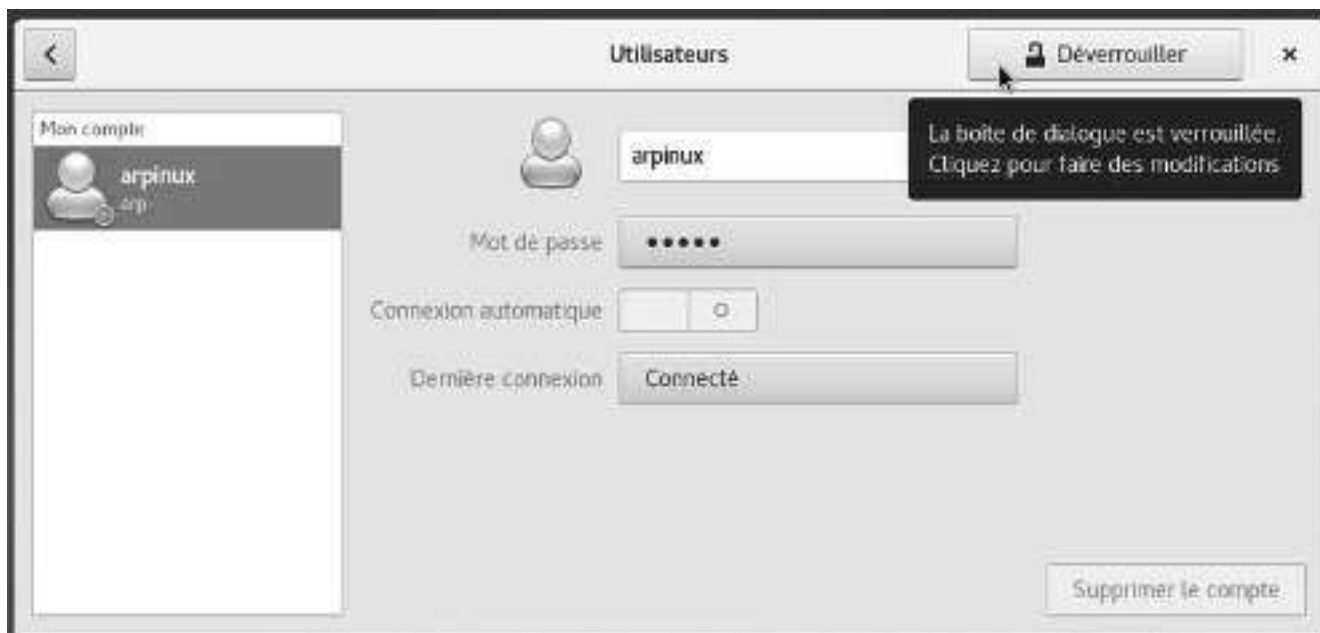 Utilisateurs
Déverrouiller
La boîte de dialogue est verrouillée.
Cliquez pour faire des modifications
Mon compte
arpinux
arp
arpinux
Mot de passe
Connexion automatique
Dernière connexion
Connecté
Supprimer le compte